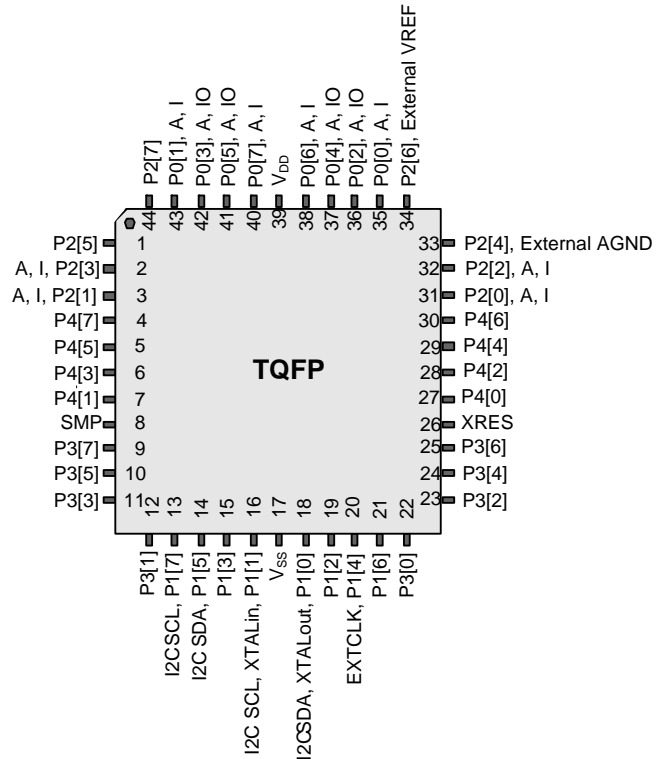 P2[7]
P0[1], A, I
P0[3], A, IO
P0[5], A, IO
P0[7], A, I
VDD
P0[6], A, I
P0[4], A, IO
P0[2], A, IO
P0[0], A, I
P2[6], External VREF
44
43
42
41
40
39
38
37
36
35
34
P2[5] 1
A, I, P2[3] 2
A, I, P2[1] 3
P4[7] 4
P4[5] 5
P4[3] 6
P4[1] 7
SMP 8
P3[7] 9
P3[5] 10
P3[3] 11
TQFP
33 P2[4], External AGND
32 P2[2], A, I
31 P2[0], A, I
30 P4[6]
29 P4[4]
28 P4[2]
27 P4[0]
26 XRES
25 P3[6]
24 P3[4]
23 P3[2]
12
13
14
15
16
17
18
19
20
21
22
P3[1]
I2CSCL, P1[7]
I2C SDA, P1[5]
P1[3]
I2C SCL, XTALin, P1[1]
Vss
I2CSDA, XTALout, P1[0]
P1[2]
EXTCLK, P1[4]
P1[6]
P3[0]